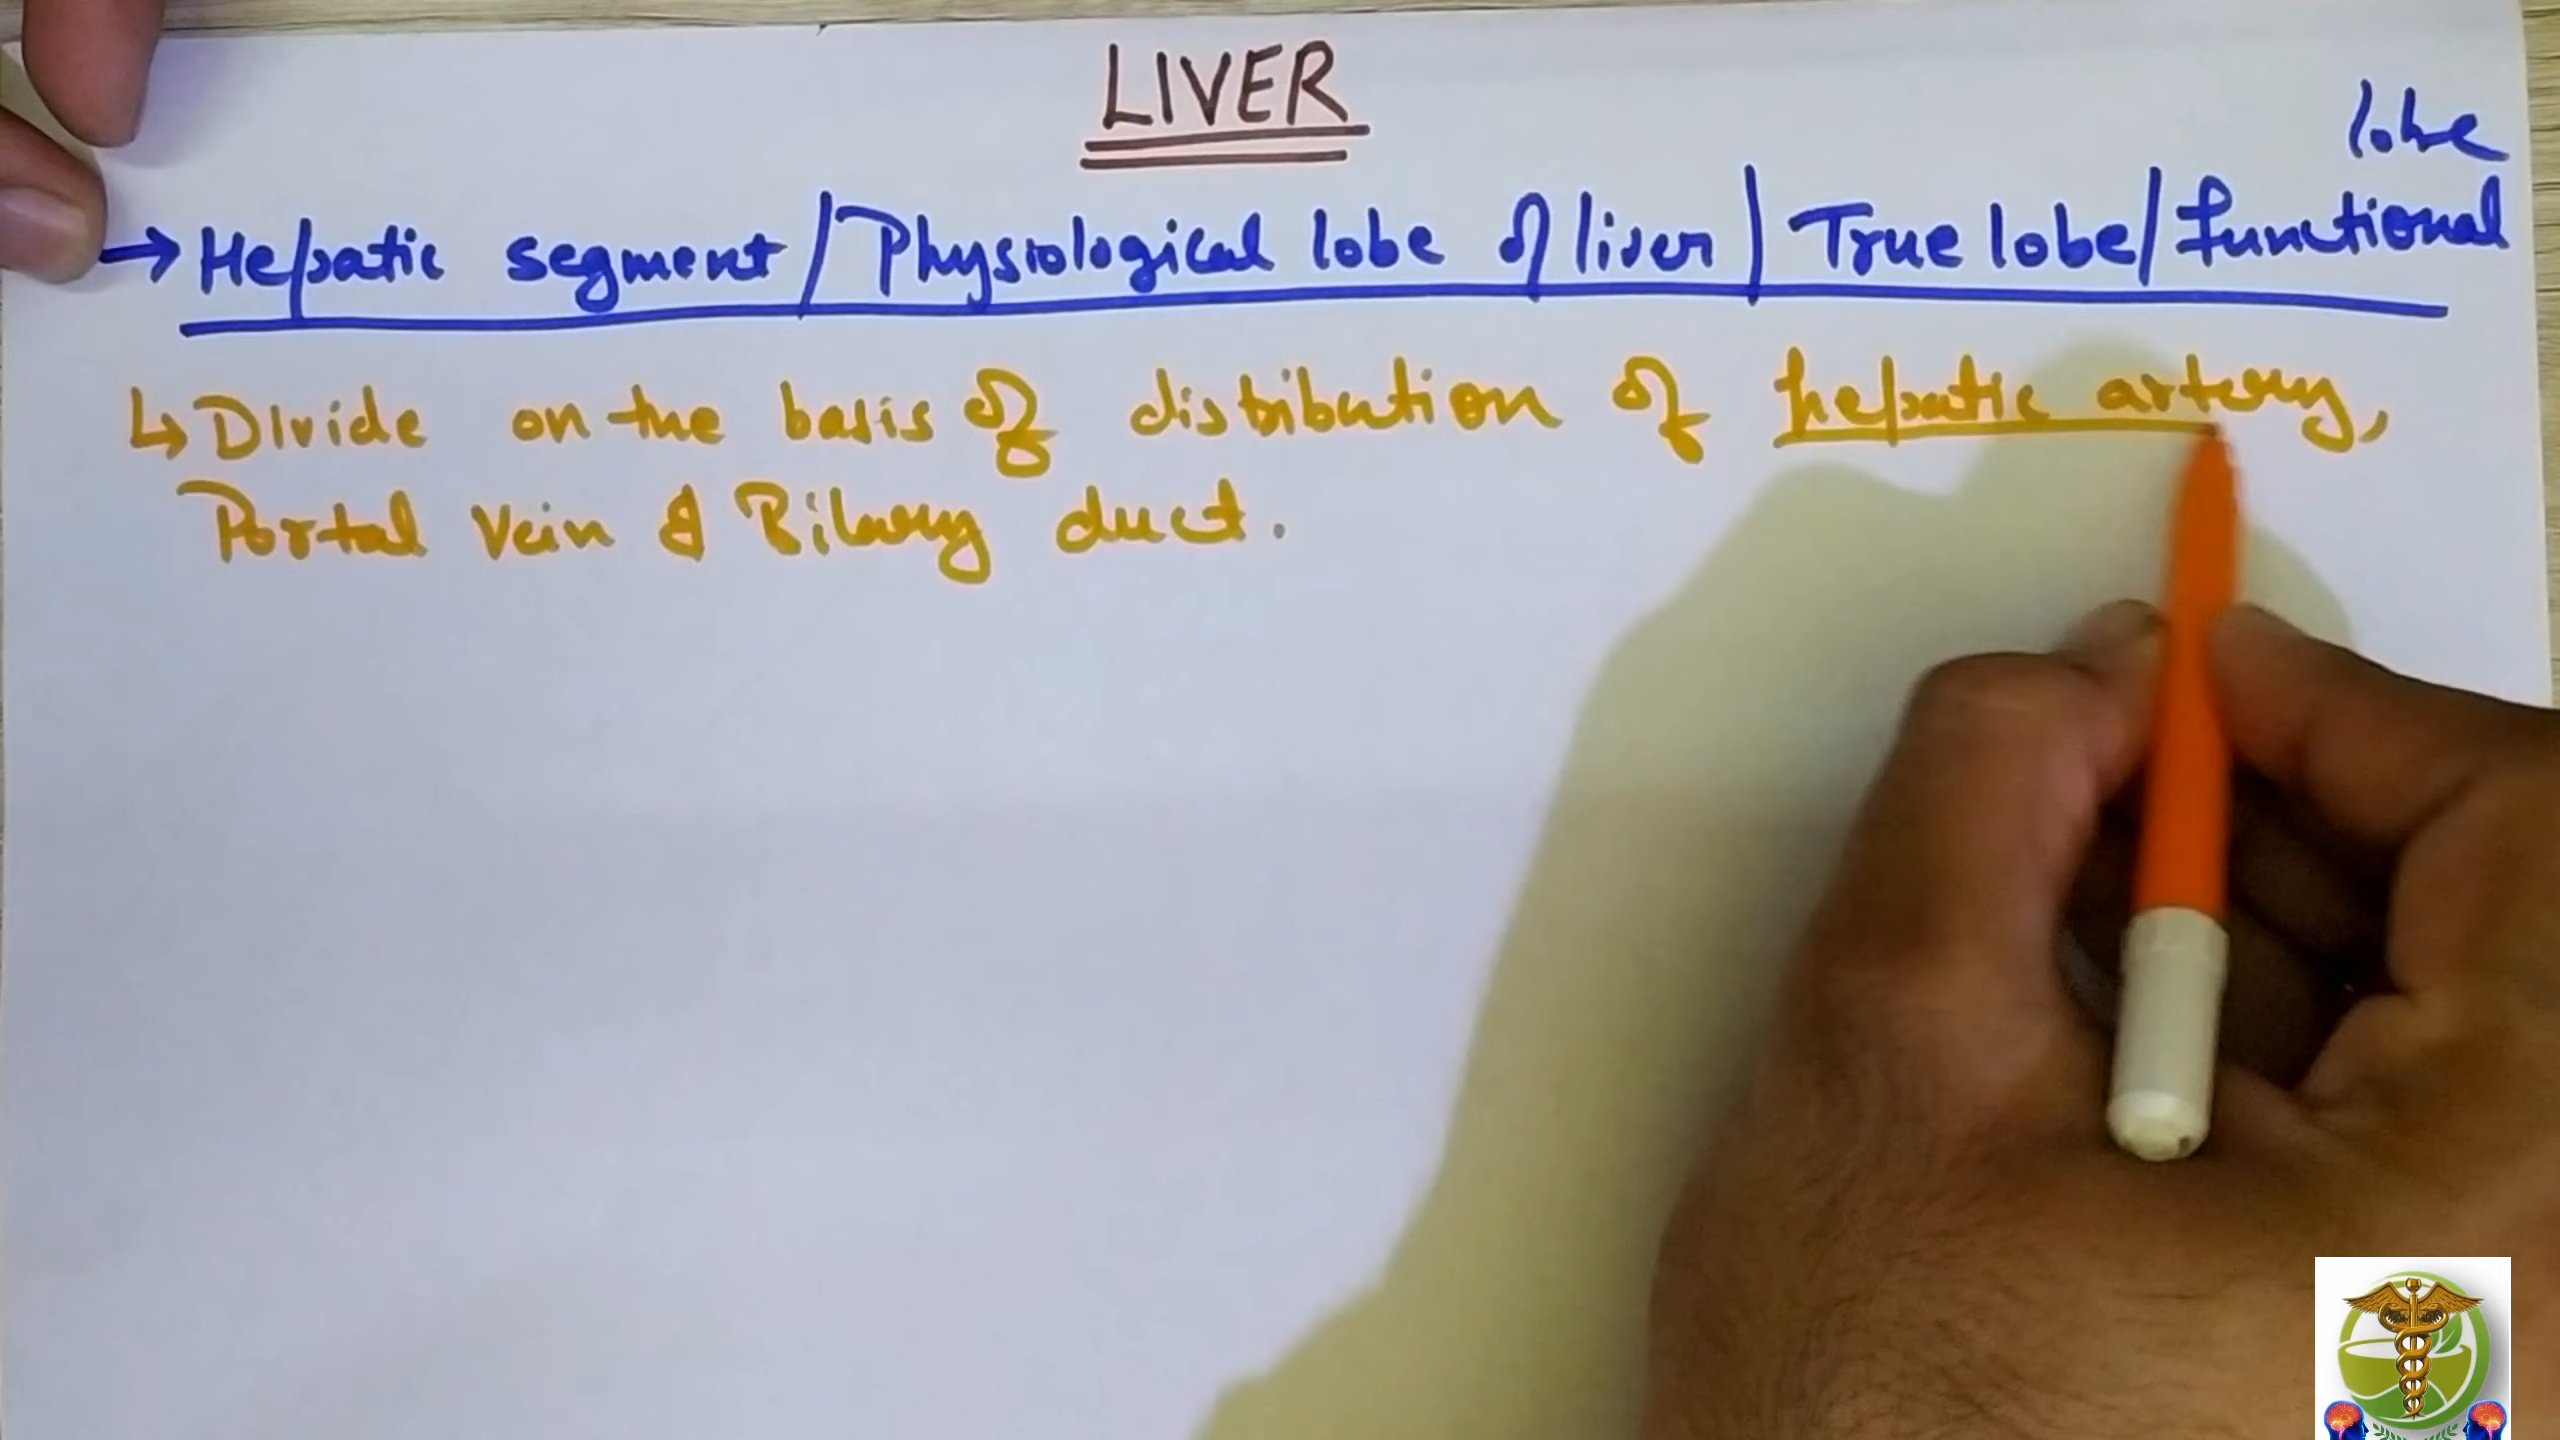 LIVER
→ Hepatic segment / Physiological lobe of liver / True lobe / functional lobe
↳ Divide on the basis of distribution of hepatic artery,
Portal Vein & Bilary duct.